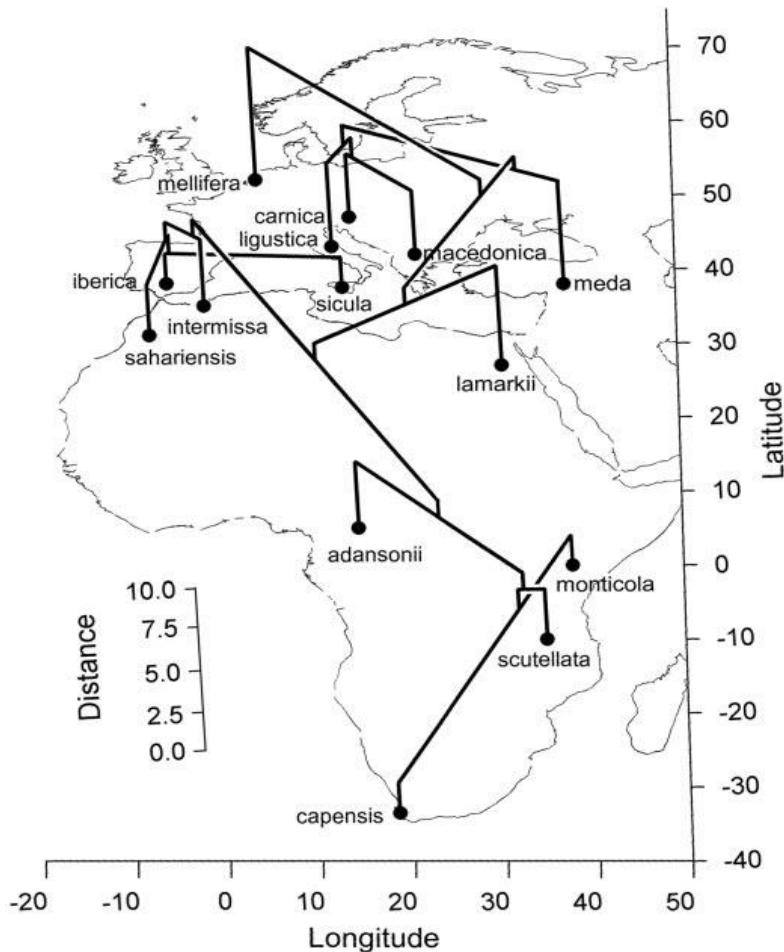 70
60
mellifera
50
carnica
ligustica
macedonica
40
iberica
sicula
meda
intermissa
30
sahariensis
lamarkii
20
Latitude
10
adansonii
0
monticola
10.0
7.5
-10
scutellata
5.0
Distance
2.5
-20
0.0
-30
capensis
-40
-20 -10 0 10 20 30 40 50
Longitude